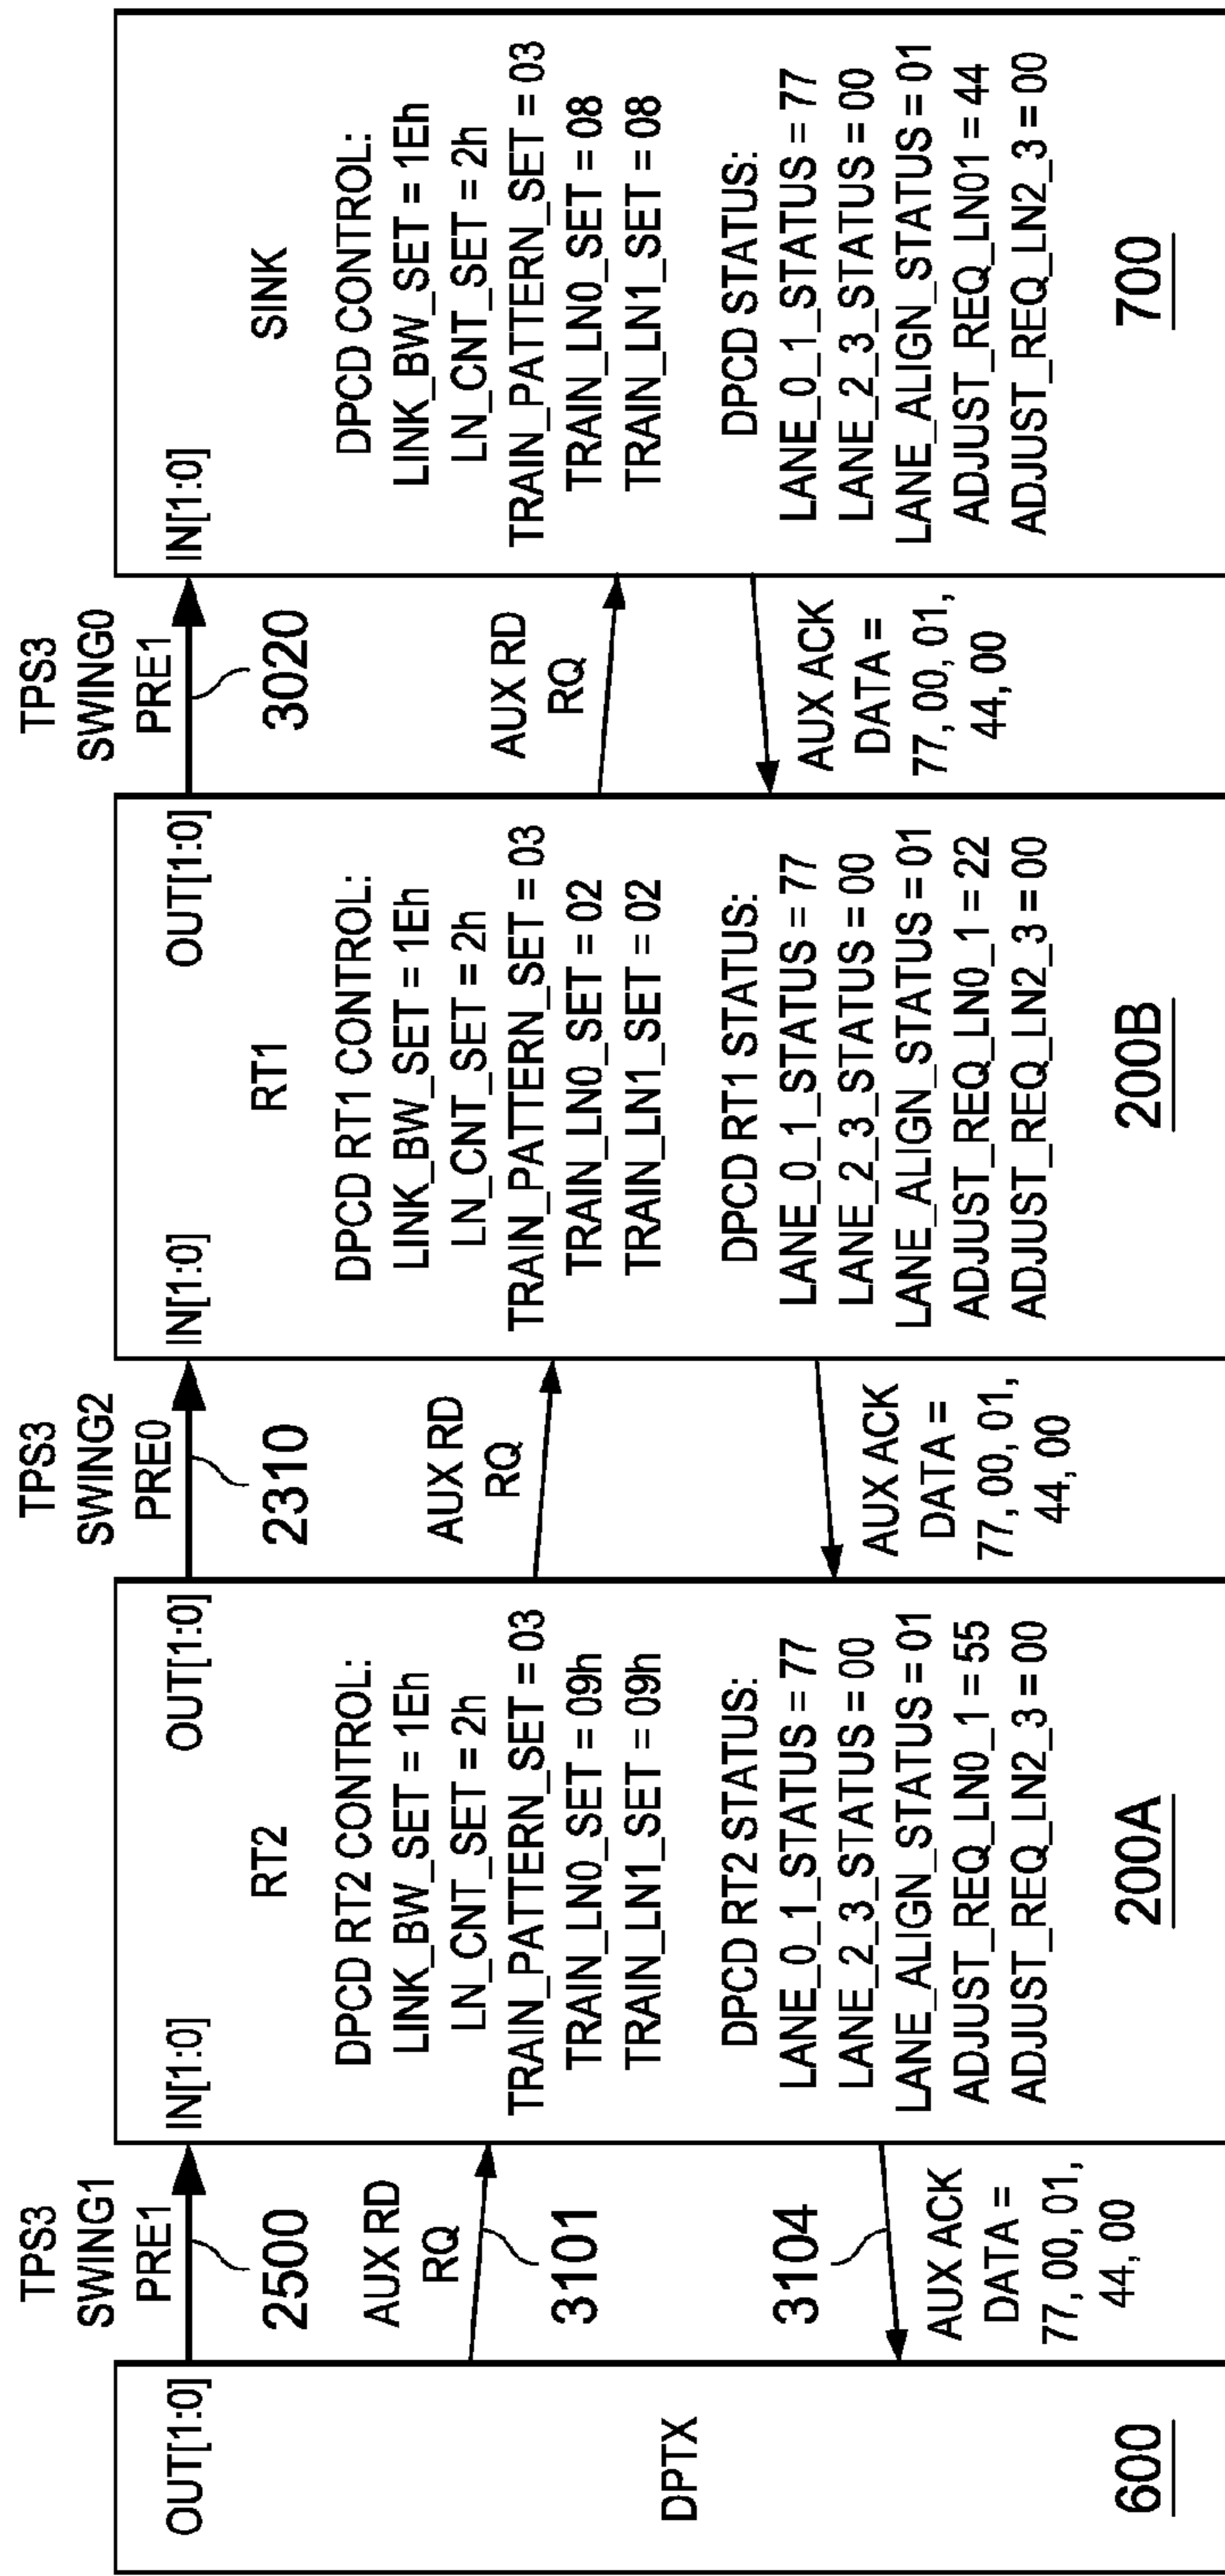 OUT[1:0]
DPTX
600
TPS3
SWING1
PRE1
2500
AUX RD
RQ
3101
3104
AUX ACK
DATA =
77, 00, 01,
44, 00
IN[1:0]
OUT[1:0]
RT2
DPCD RT2 CONTROL:
LINK_BW_SET = 1Eh
LN_CNT_SET = 2h
TRAIN_PATTERN_SET = 03
TRAIN_LN0_SET = 09h
TRAIN_LN1_SET = 09h
DPCD RT2 STATUS:
LANE_0_1_STATUS = 77
LANE_2_3_STATUS = 00
LANE_ALIGN_STATUS = 01
ADJUST_REQ_LN0_1 = 55
ADJUST_REQ_LN2_3 = 00
200A
TPS3
SWING2
PRE0
2310
AUX RD
RQ
AUX ACK
DATA =
77, 00, 01,
44, 00
IN[1:0]
OUT[1:0]
RT1
DPCD RT1 CONTROL:
LINK_BW_SET = 1Eh
LN_CNT_SET = 2h
TRAIN_PATTERN_SET = 03
TRAIN_LN0_SET = 02
TRAIN_LN1_SET = 02
DPCD RT1 STATUS:
LANE_0_1_STATUS = 77
LANE_2_3_STATUS = 00
LANE_ALIGN_STATUS = 01
ADJUST_REQ_LN0_1 = 22
ADJUST_REQ_LN2_3 = 00
200B
TPS3
SWING0
PRE1
3020
AUX RD
RQ
AUX ACK
DATA =
77, 00, 01,
44, 00
IN[1:0]
SINK
DPCD CONTROL:
LINK_BW_SET = 1Eh
LN_CNT_SET = 2h
TRAIN_PATTERN_SET = 03
TRAIN_LN0_SET = 08
TRAIN_LN1_SET = 08
DPCD STATUS:
LANE_0_1_STATUS = 77
LANE_2_3_STATUS = 00
LANE_ALIGN_STATUS = 01
ADJUST_REQ_LN01 = 44
ADJUST_REQ_LN2_3 = 00
700